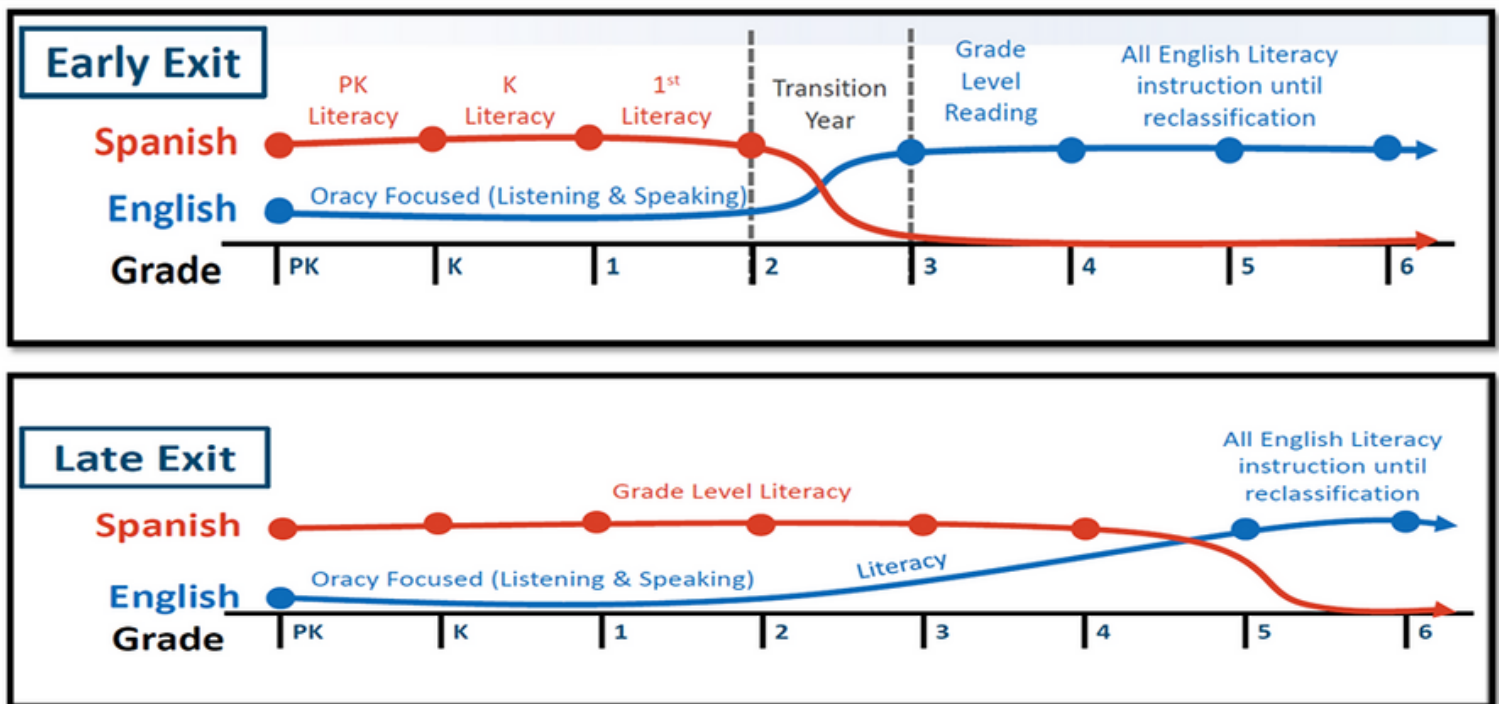 Early Exit
PK
Literacy
K
Literacy
1st
Literacy
Transition
Year
Grade
Level
Reading
All English Literacy
instruction until
reclassification
Spanish
English
Oracy Focused (Listening & Speaking)
Grade
PK K 1 2 3 4 5 6
Late Exit
All English Literacy
instruction until
reclassification
Grade Level Literacy
Spanish
Literacy
Oracy Focused (Listening & Speaking)
English
Grade
PK K 1 2 3 4 5 6